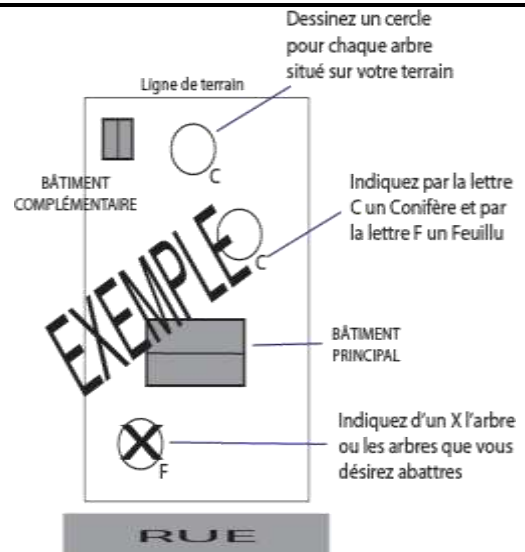 Dessinez un cercle
pour chaque arbre
situé sur votre terrain
Ligne de terrain
C
BÂTIMENT
COMPLÉMENTAIRE
Indiquez par la lettre
C un Conifère et par
la lettre F un Feuillu
C
EXEMPLE
BÂTIMENT
PRINCIPAL
Indiquez d'un X l'arbre
ou les arbres que vous
désirez abattres
X
F
RUE